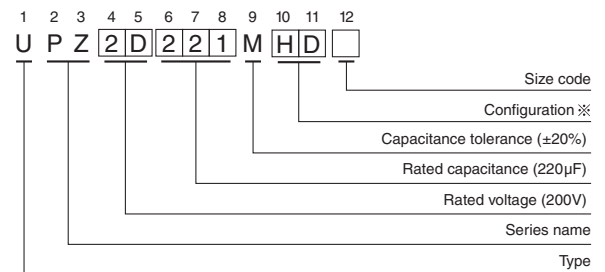 1 2 3 4 5 6 7 8 9 10 11 12
U P Z 2 D 2 2 1 M H D
Size code
Configuration ※
Capacitance tolerance (±20%)
Rated capacitance (220µF)
Rated voltage (200V)
Series name
Type